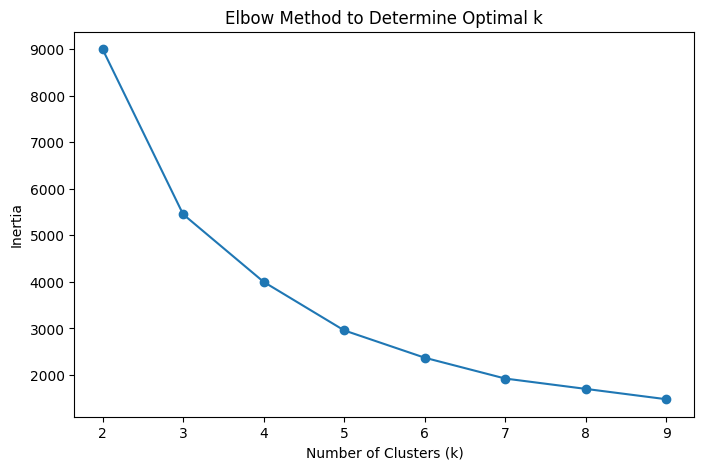 Elbow Method to Determine Optimal k
9000
8000
7000
6000
5000
4000
3000
2000
Inertia
2 3 4 5 6 7 8 9
Number of Clusters (k)